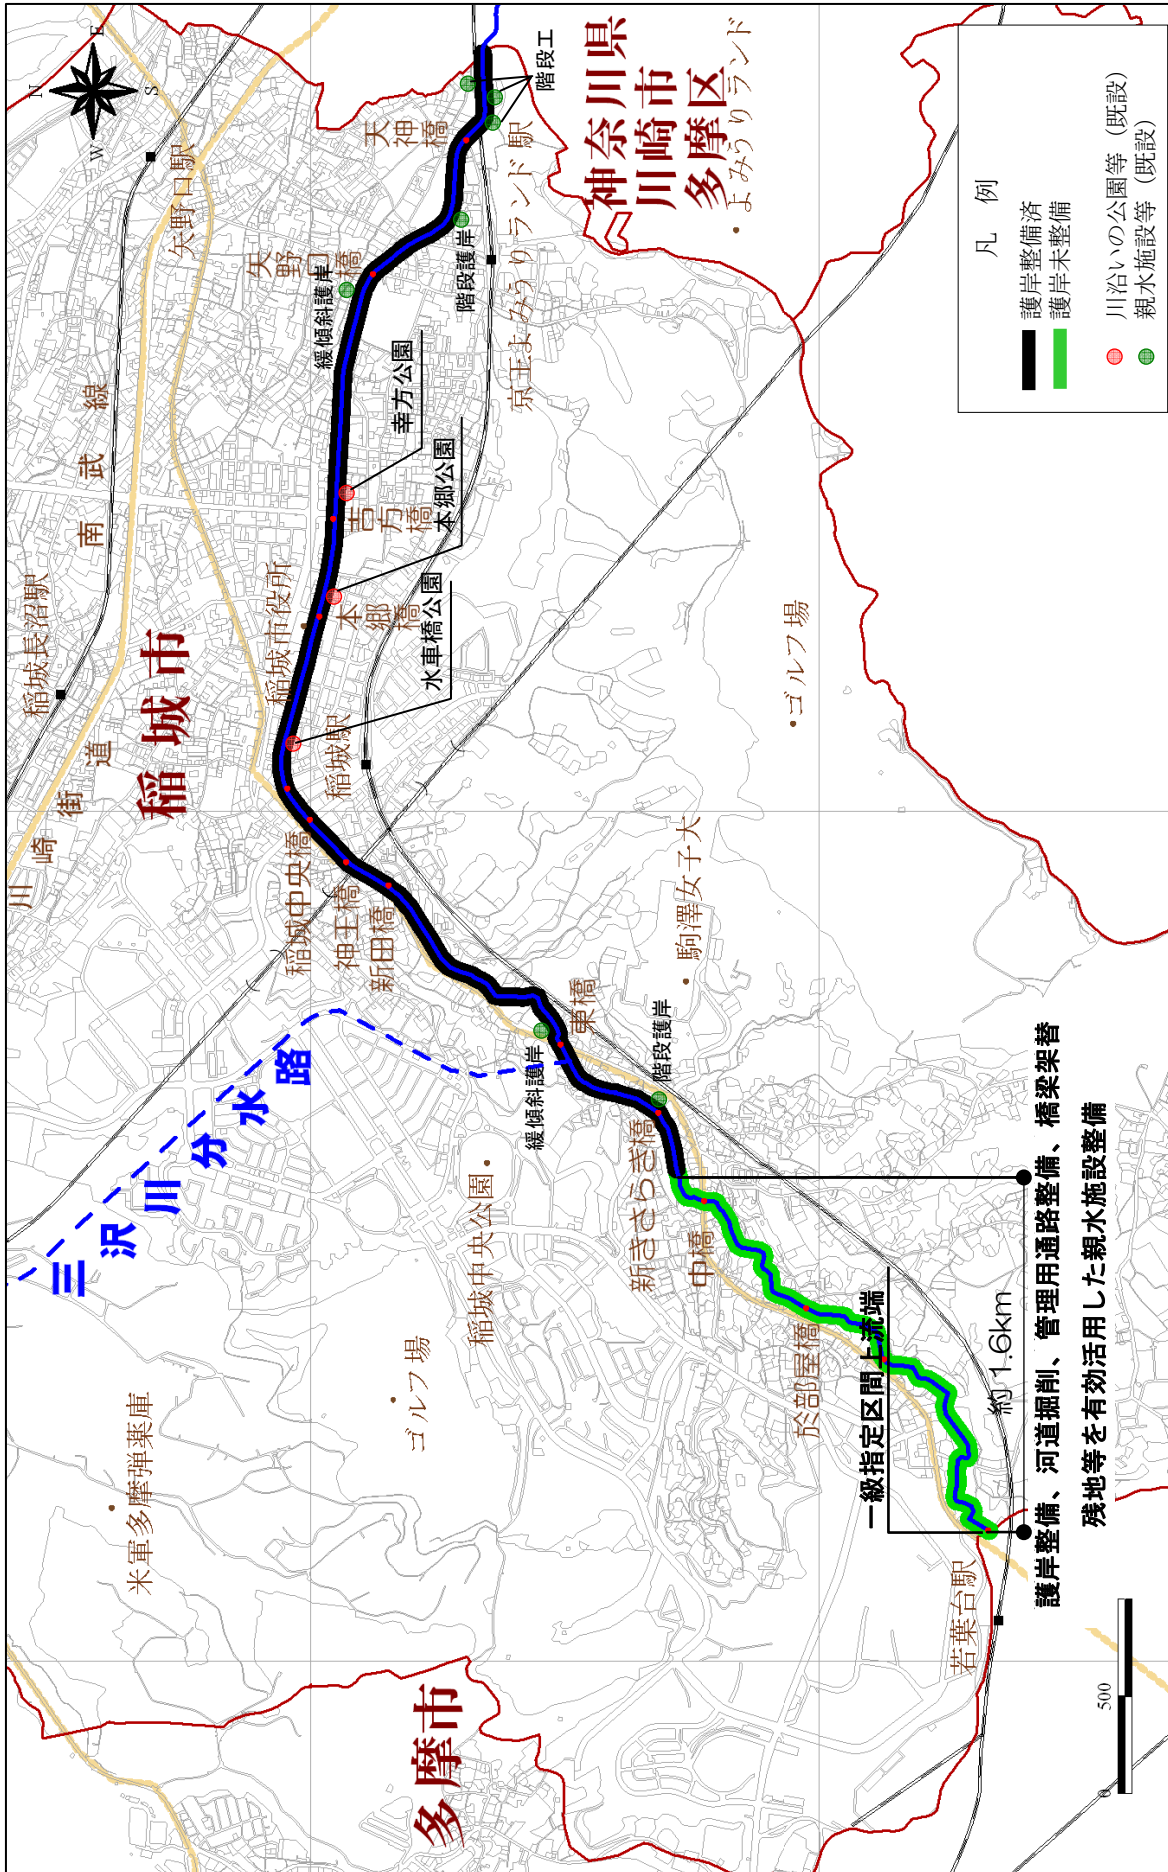 N
E
S
W
三沢川分水路
稲城市
多摩市
神奈川県
川崎市
多摩区
川崎街道
南武線
稲城長沼駅
矢野口駅
稲城市役所
稲城駅
京王よみうりランド駅
よみうりランド
若葉台駅
米軍多摩弾薬庫
ゴルフ場
稲城中央公園
駒澤女子大
ゴルフ場
天神橋
矢野口橋
吉方橋
本郷橋
稲城中央橋
神王橋
新田橋
東橋
新きさらぎ橋
中橋
於部屋橋
階段工
階段護岸
緩傾斜護岸
幸方公園
本郷公園
水車橋公園
緩傾斜護岸
階段護岸
一級指定区間上流端
約1.6km
護岸整備、河道掘削、管理用通路整備、橋梁架替
残地等を有効活用した親水施設整備
凡例
護岸整備済
護岸未整備
川沿いの公園等（既設）
親水施設等（既設）
0
500